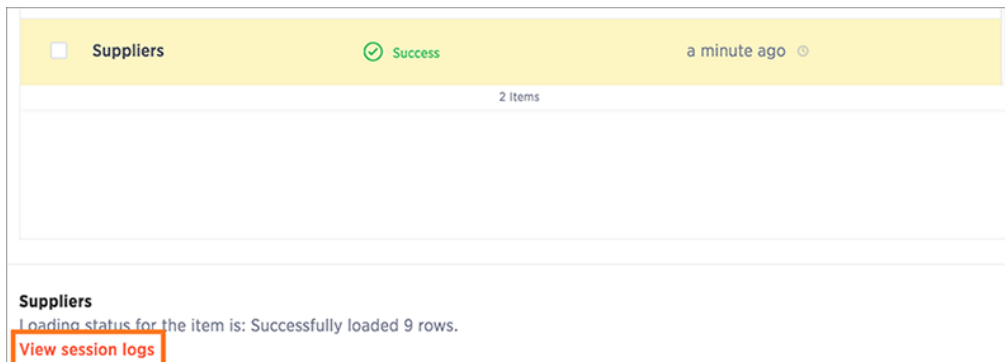 Suppliers Success a minute ago
2 Items
Suppliers
Loading status for the item is: Successfully loaded 9 rows.
View session logs